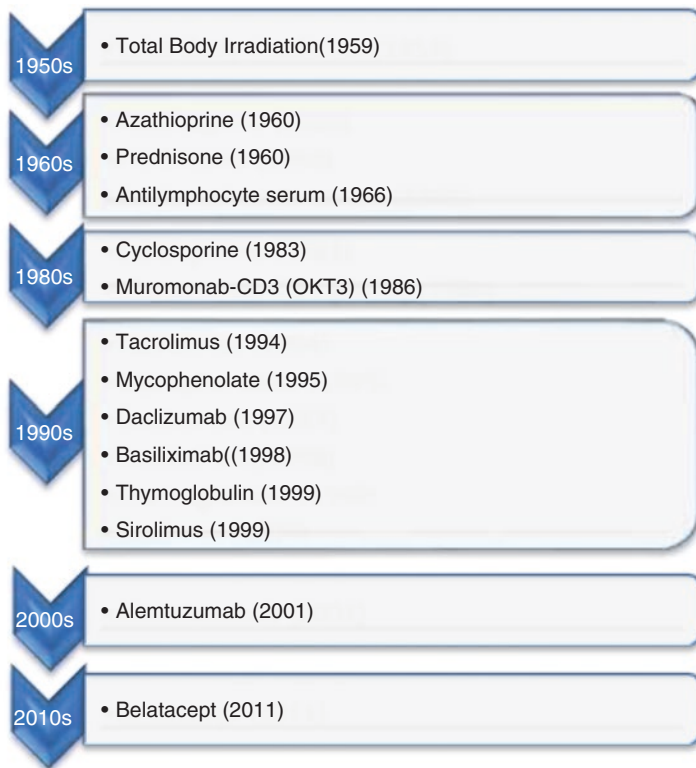 1950s
• Total Body Irradiation(1959)
1960s
• Azathioprine (1960)
• Prednisone (1960)
• Antilymphocyte serum (1966)
1980s
• Cyclosporine (1983)
• Muromonab-CD3 (OKT3) (1986)
1990s
• Tacrolimus (1994)
• Mycophenolate (1995)
• Daclizumab (1997)
• Basiliximab((1998)
• Thymoglobulin (1999)
• Sirolimus (1999)
2000s
• Alemtuzumab (2001)
2010s
• Belatacept (2011)